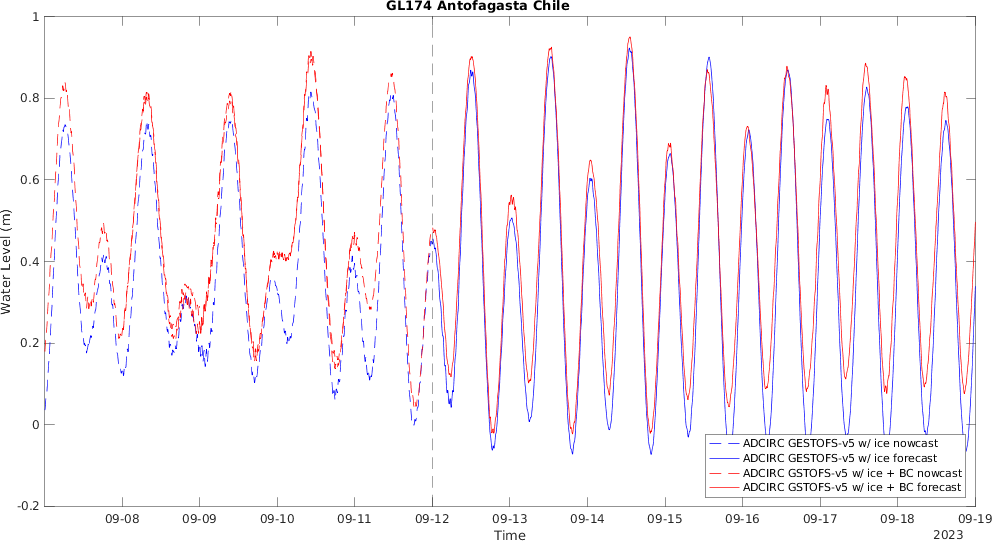 GL174 Antofagasta Chile
1
0.8
0.6
0.4
0.2
0
-0.2
Water Level (m)
09-08 09-09 09-10 09-11 09-12 09-13 09-14 09-15 09-16 09-17 09-18 09-19
Time
2023
ADCIRC GESTOFS-v5 w/ ice nowcast
ADCIRC GESTOFS-v5 w/ ice forecast
ADCIRC GSTOFS-v5 w/ ice + BC nowcast
ADCIRC GSTOFS-v5 w/ ice + BC forecast